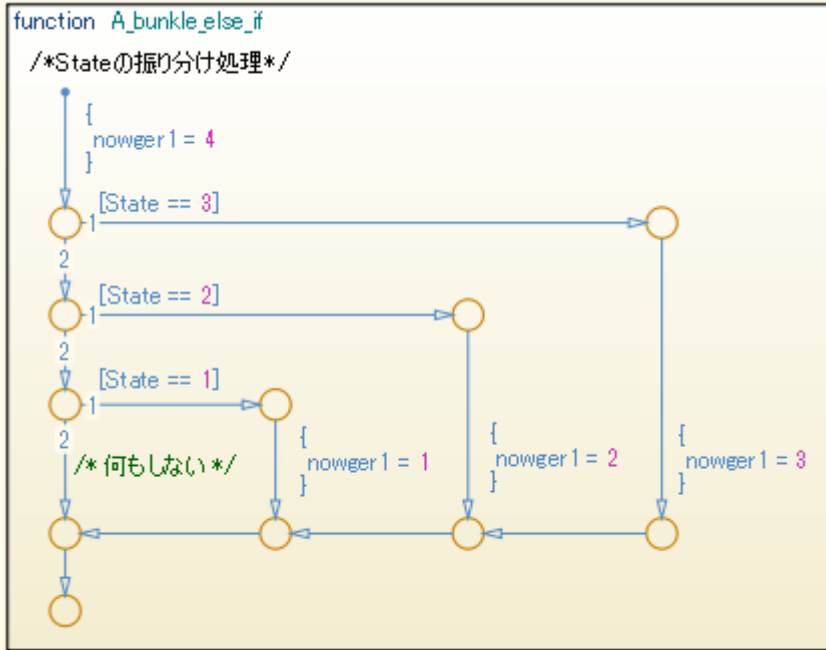 function A_bunkle_else_if
/*Stateの振り分け処理*/
{
nowger1 = 4
}
[State == 3]
1
2
[State == 2]
1
2
[State == 1]
1
2
/* 何もしない */
{
nowger1 = 1
}
{
nowger1 = 2
}
{
nowger1 = 3
}